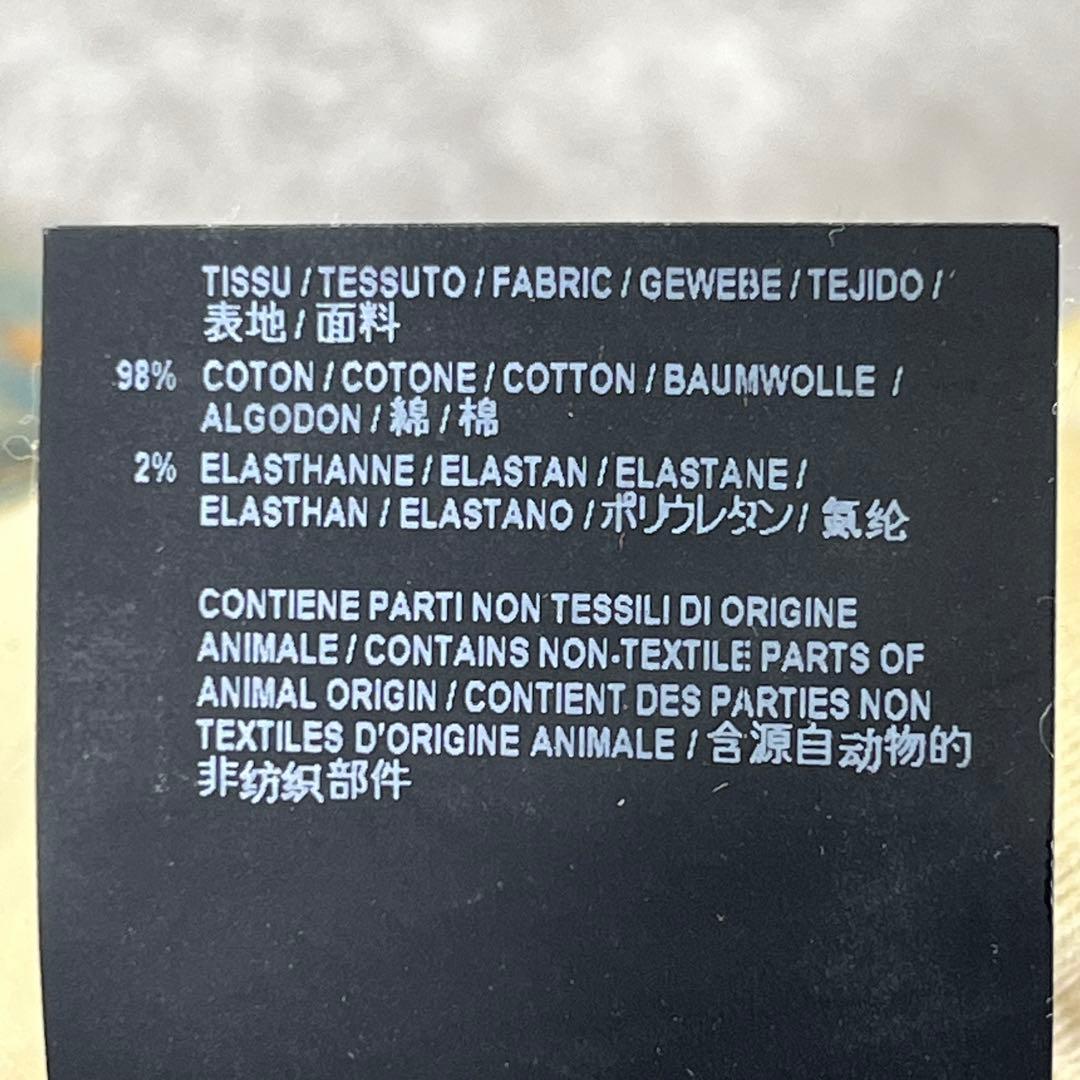 TISSU / TESSUTO / FABRIC / GEWEBE / TEJIDO /
表地 / 面料
98% COTON / COTONE / COTTON / BAUMWOLLE /
ALGODON / 綿 / 棉
2% ELASTHANNE / ELASTAN / ELASTANE /
ELASTHAN / ELASTANO / ポリウレタン / 氨纶
CONTIENE PARTI NON TESSILI DI ORIGINE
ANIMALE / CONTAINS NON-TEXTILE PARTS OF
ANIMAL ORIGIN / CONTIENT DES PARTIES NON
TEXTILES D'ORIGINE ANIMALE / 含源自动物的
非纺织部件